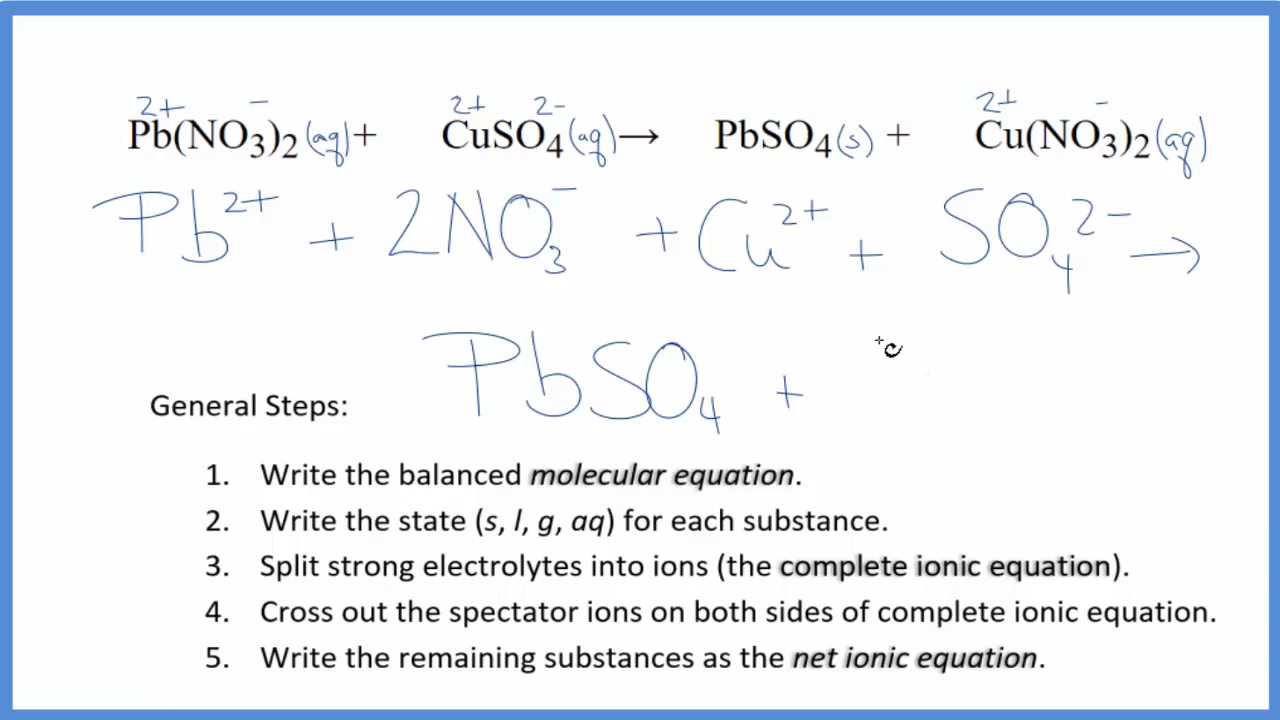 2+ − 2+ 2− 2+ −
Pb(NO₃)₂ (aq) + CuSO₄ (aq) → PbSO₄ (s) + Cu(NO₃)₂ (aq)
Pb²⁺ + 2NO₃⁻ + Cu²⁺ + SO₄²⁻ →
PbSO₄ +
General Steps:
1. Write the balanced molecular equation.
2. Write the state (s, l, g, aq) for each substance.
3. Split strong electrolytes into ions (the complete ionic equation).
4. Cross out the spectator ions on both sides of complete ionic equation.
5. Write the remaining substances as the net ionic equation.